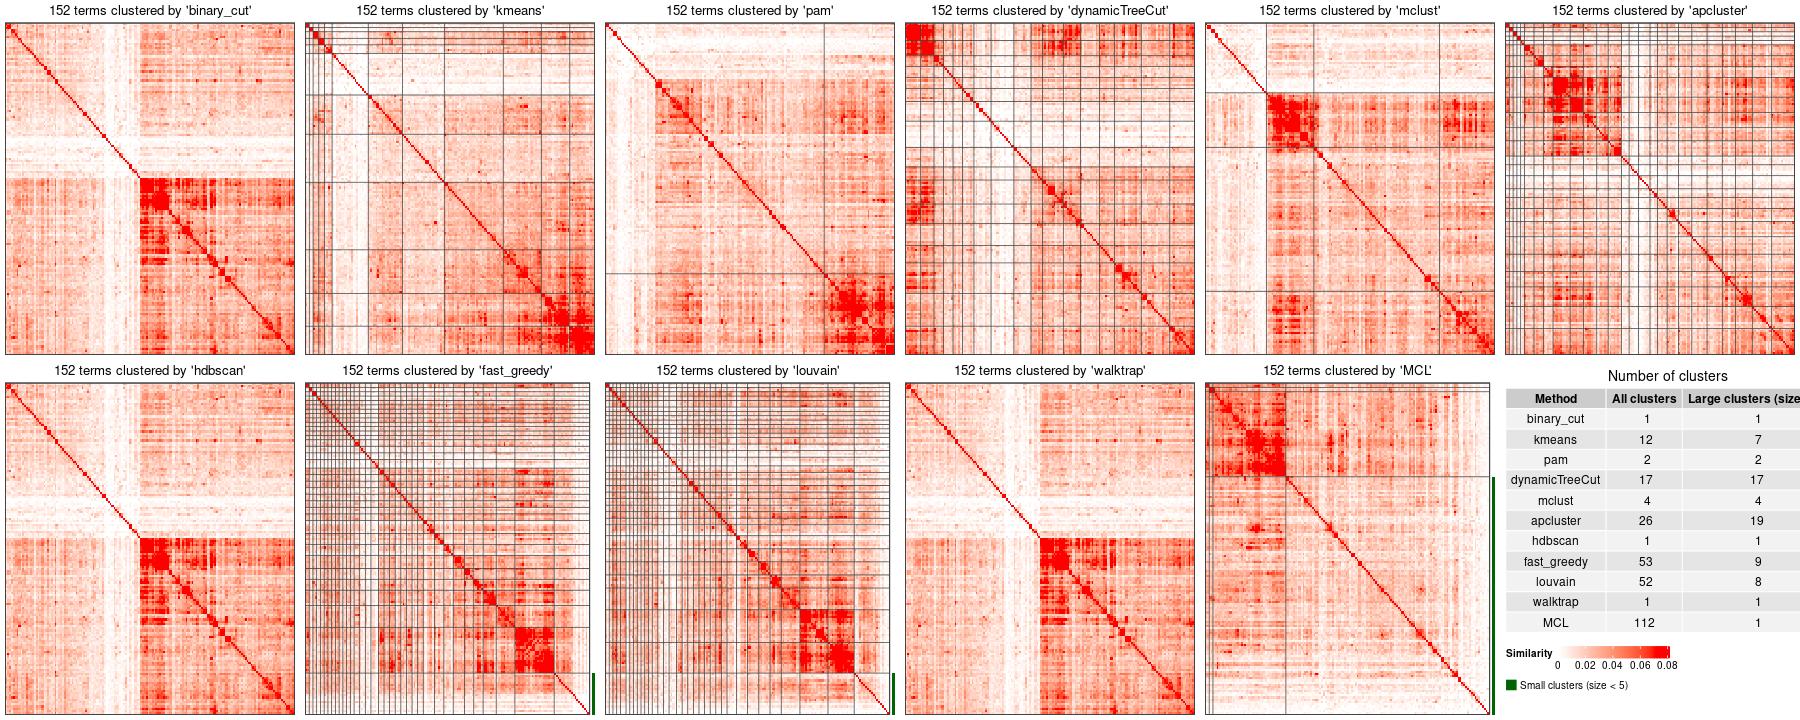 152 terms clustered by 'binary_cut'
152 terms clustered by 'kmeans'
152 terms clustered by 'pam'
152 terms clustered by 'dynamicTreeCut'
152 terms clustered by 'mclust'
152 terms clustered by 'apcluster'
152 terms clustered by 'hdbscan'
152 terms clustered by 'fast_greedy'
152 terms clustered by 'louvain'
152 terms clustered by 'walktrap'
152 terms clustered by 'MCL'
Number of clusters
Method All clusters Large clusters (size
binary_cut 1 1
kmeans 12 7
pam 2 2
dynamicTreeCut 17 17
mclust 4 4
apcluster 26 19
hdbscan 1 1
fast_greedy 53 9
louvain 52 8
walktrap 1 1
MCL 112 1
Similarity
0 0.02 0.04 0.06 0.08
Small clusters (size < 5)